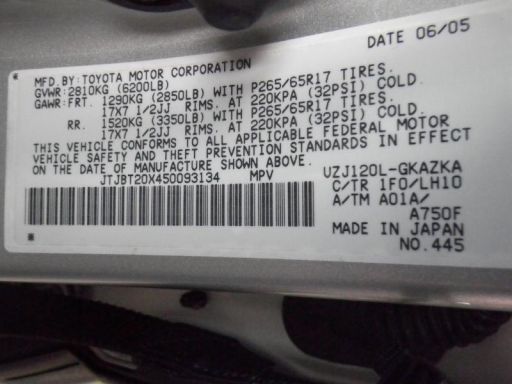 DATE 06/05
MFD.BY:TOYOTA MOTOR CORPORATION
GVWR:2810KG (6200LB)
GAWR:FRT. 1290KG (2850LB) WITH P265/65R17 TIRES.
17X7 1/2JJ RIMS. AT 220KPA (32PSI) COLD.
RR. 1520KG (3350LB) WITH P265/65R17 TIRES.
17X7 1/2JJ RIMS. AT 220KPA (32PSI) COLD.
THIS VEHICLE CONFORMS TO ALL APPLICABLE FEDERAL MOTOR
VEHICLE SAFETY AND THEFT PREVENTION STANDARDS IN EFFECT
ON THE DATE OF MANUFACTURE SHOWN ABOVE.
JTJBT20X450093134 MPV UZJ120L-GKAZKA
C/TR 1F0/LH10
A/TM A01A/
A750F
MADE IN JAPAN
NO.445